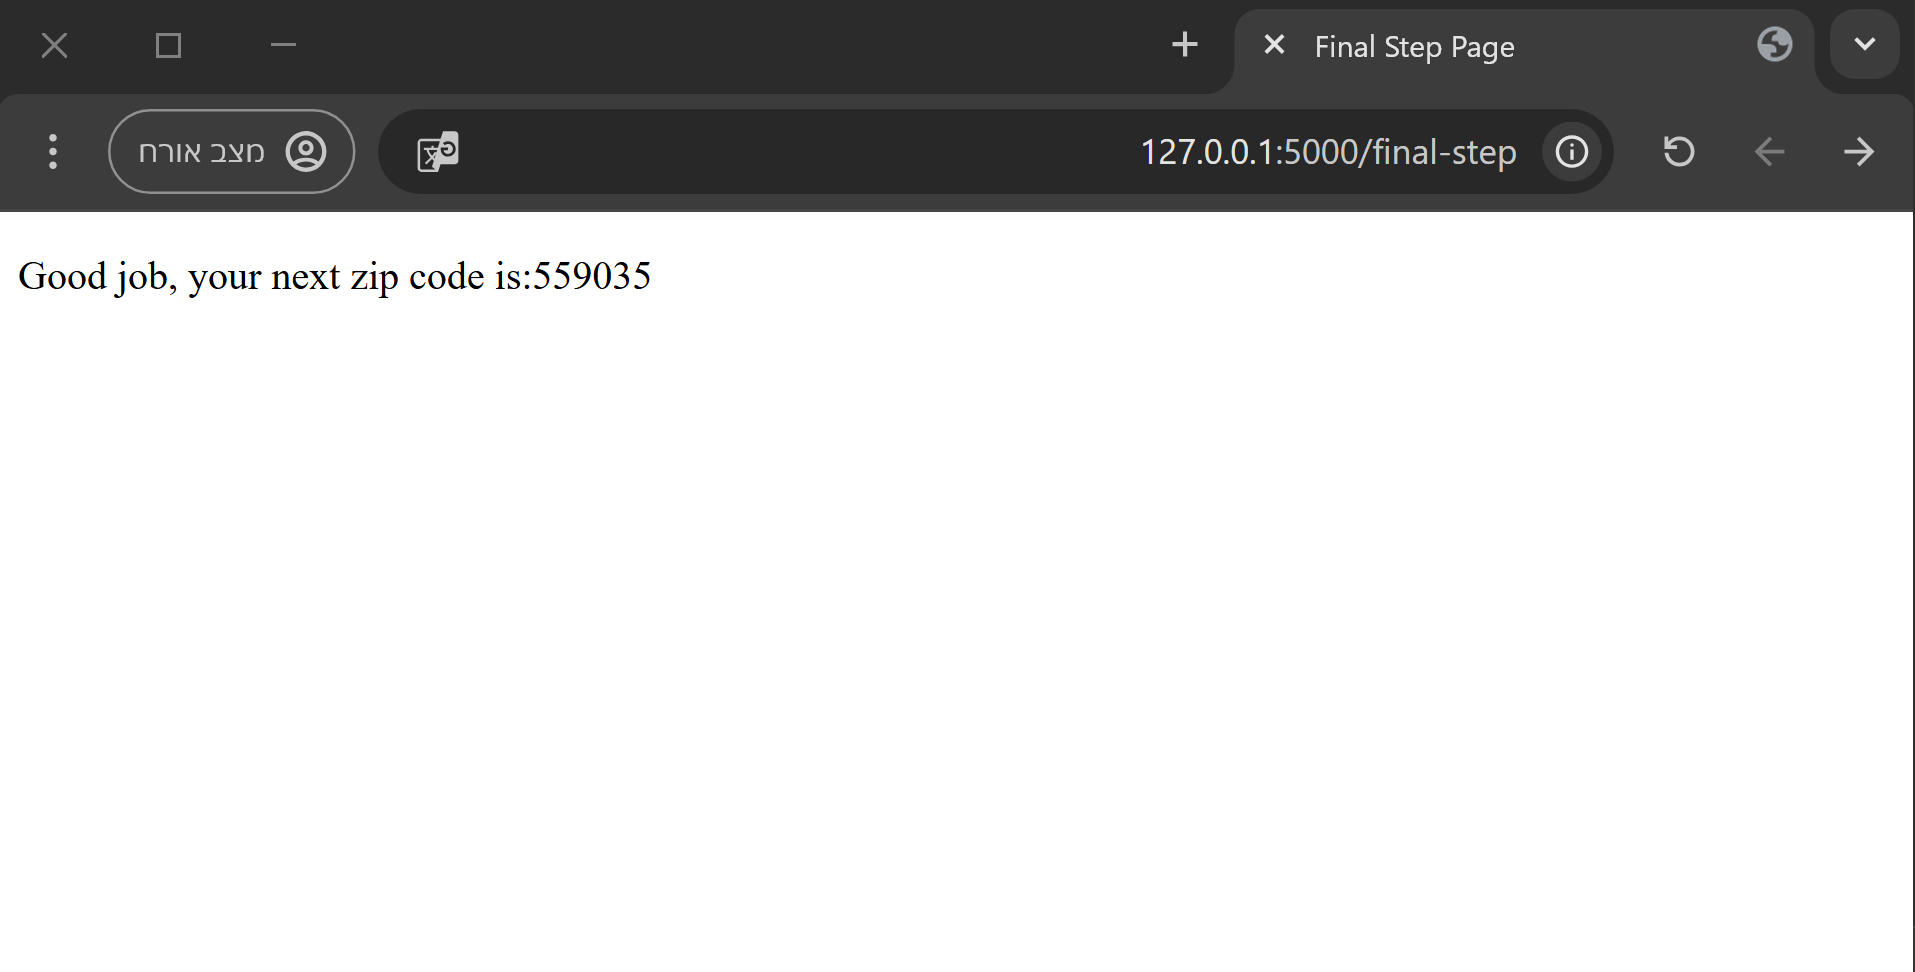 Final Step Page
127.0.0.1:5000/final-step
מצב אורח
Good job, your next zip code is:559035